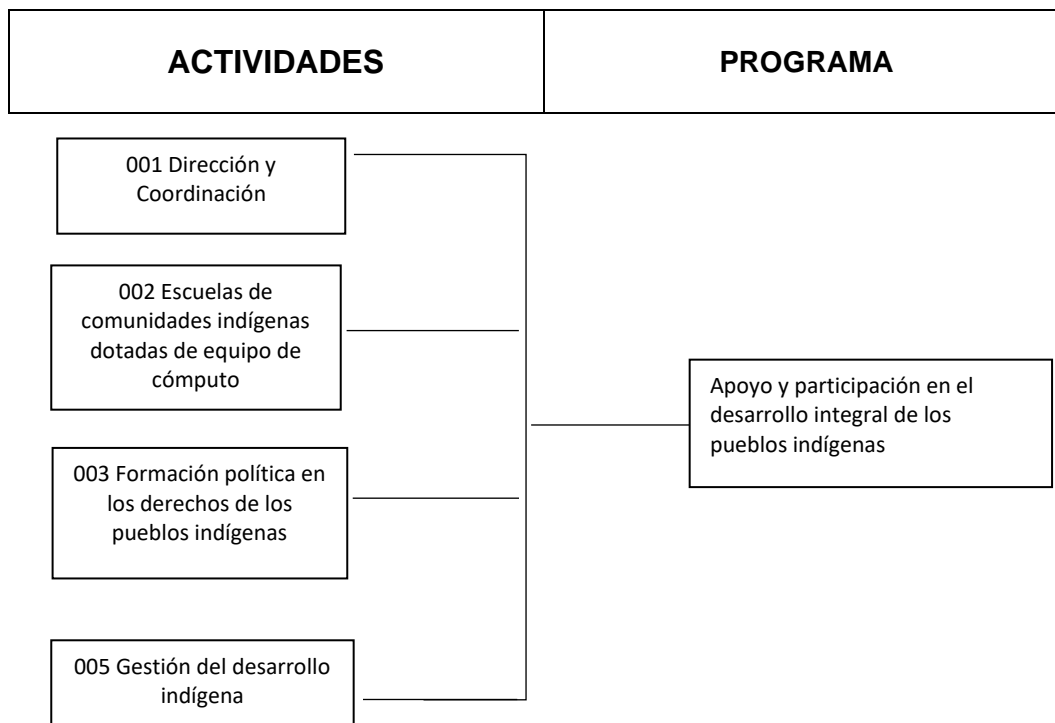 ACTIVIDADES
PROGRAMA
001 Dirección y
Coordinación
002 Escuelas de
comunidades indígenas
dotadas de equipo de
cómputo
003 Formación política en
los derechos de los
pueblos indígenas
005 Gestión del desarrollo
indígena
Apoyo y participación en el
desarrollo integral de los
pueblos indígenas